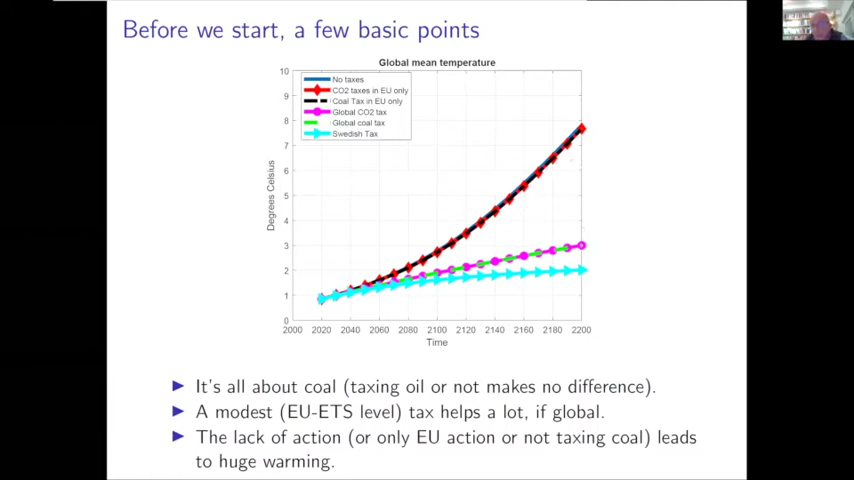 Before we start, a few basic points
Global mean temperature
10
9
8
7
6
5
4
3
2
1
0
Degrees Celsius
No taxes
CO2 taxes in EU only
Coal Tax in EU only
Global CO2 tax
Global coal tax
Swedish Tax
2000 2020 2040 2060 2080 2100 2120 2140 2160 2180 2200
Time
It's all about coal (taxing oil or not makes no difference).
A modest (EU-ETS level) tax helps a lot, if global.
The lack of action (or only EU action or not taxing coal) leads
to huge warming.